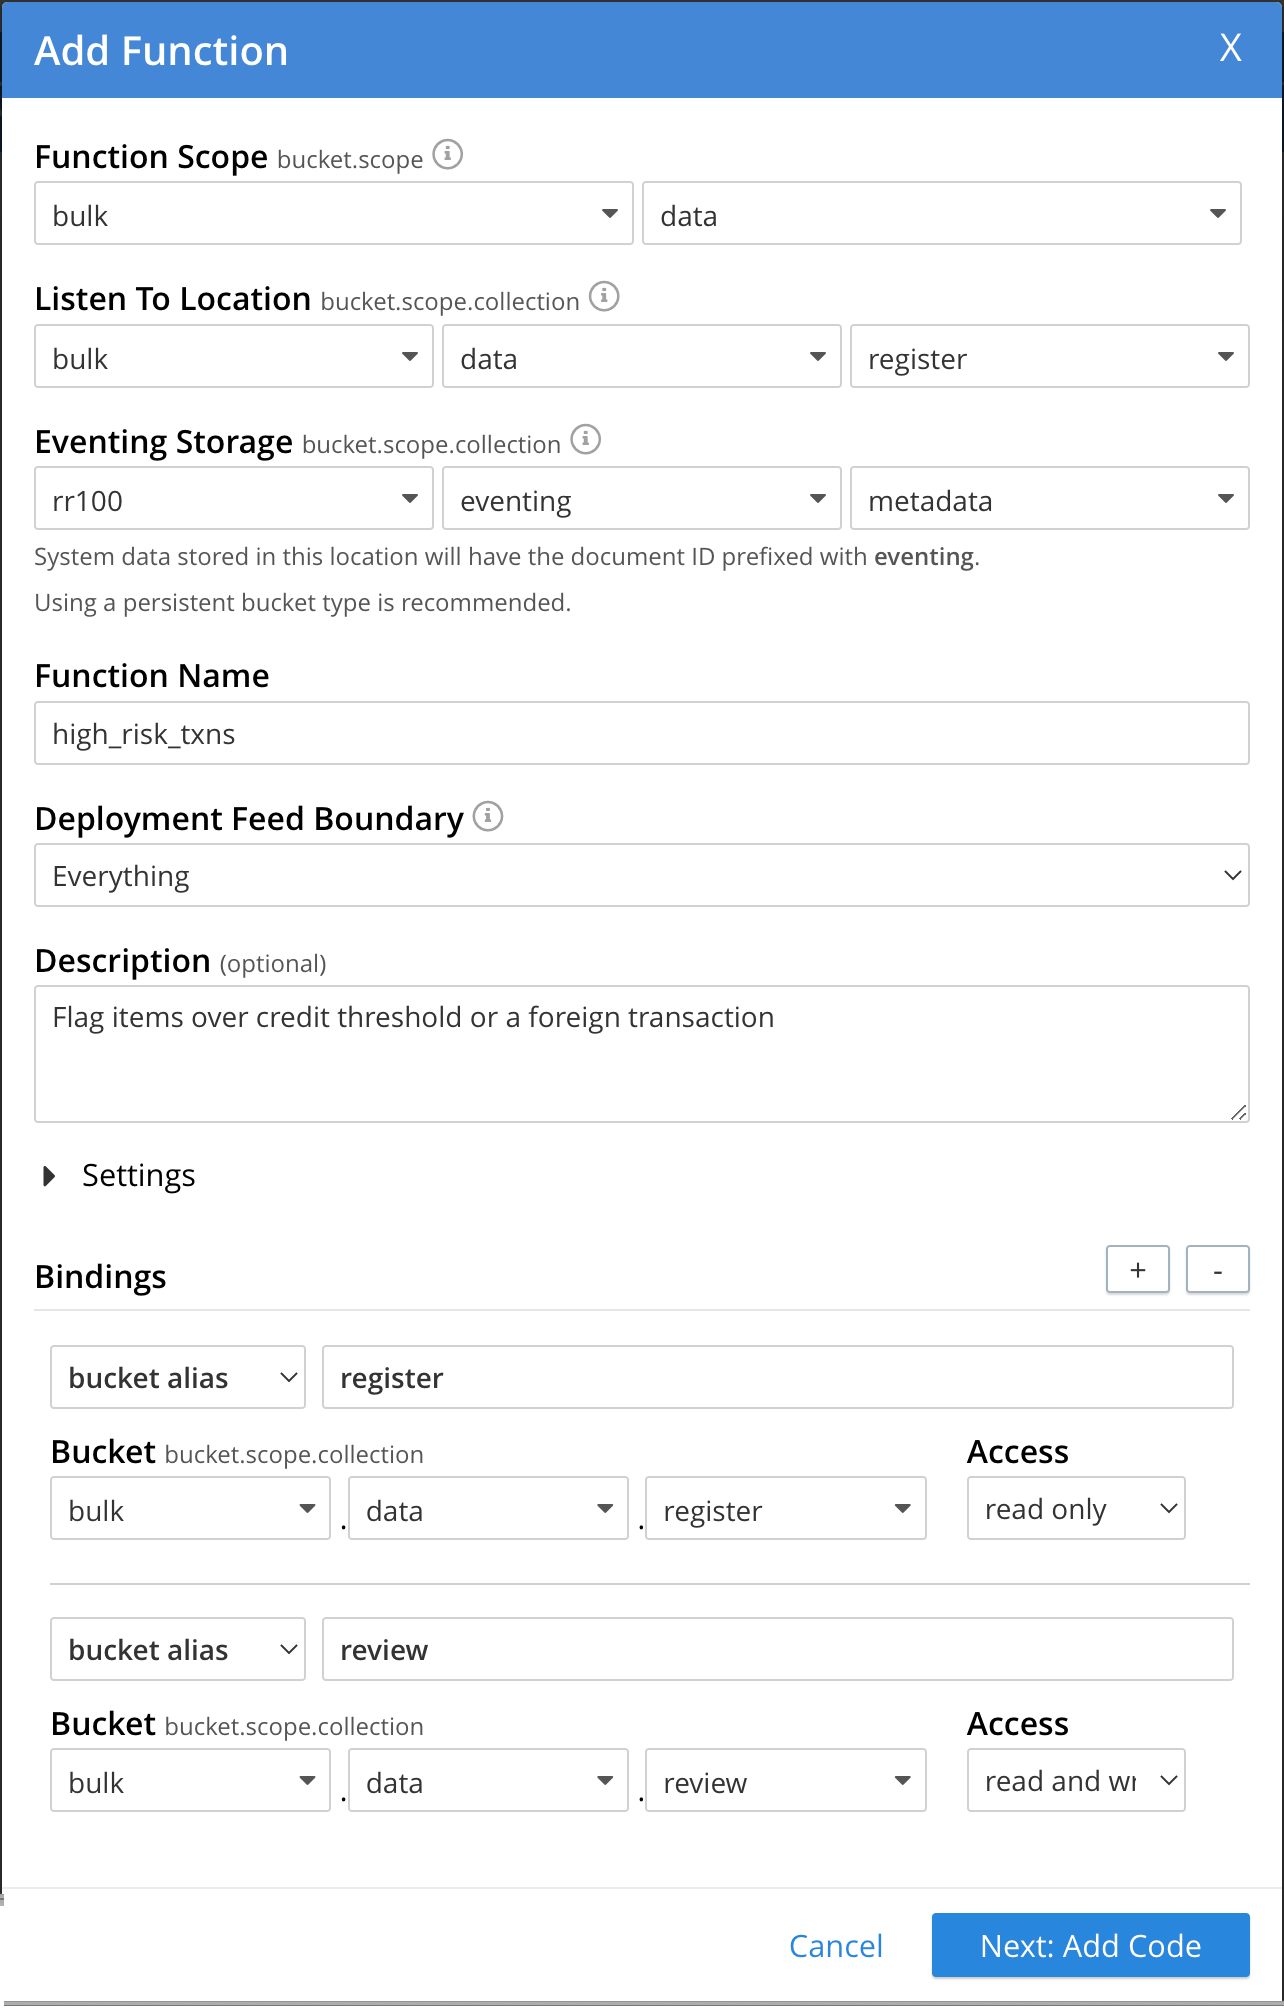 Add Function X
Function Scope bucket.scope
bulk data
Listen To Location bucket.scope.collection
bulk data register
Eventing Storage bucket.scope.collection
rr100 eventing metadata
System data stored in this location will have the document ID prefixed with eventing.
Using a persistent bucket type is recommended.
Function Name
high_risk_txns
Deployment Feed Boundary
Everything
Description (optional)
Flag items over credit threshold or a foreign transaction
Settings
Bindings + -
bucket alias register
Bucket bucket.scope.collection Access
bulk . data . register read only
bucket alias review
Bucket bucket.scope.collection Access
bulk . data . review read and wr
Cancel Next: Add Code